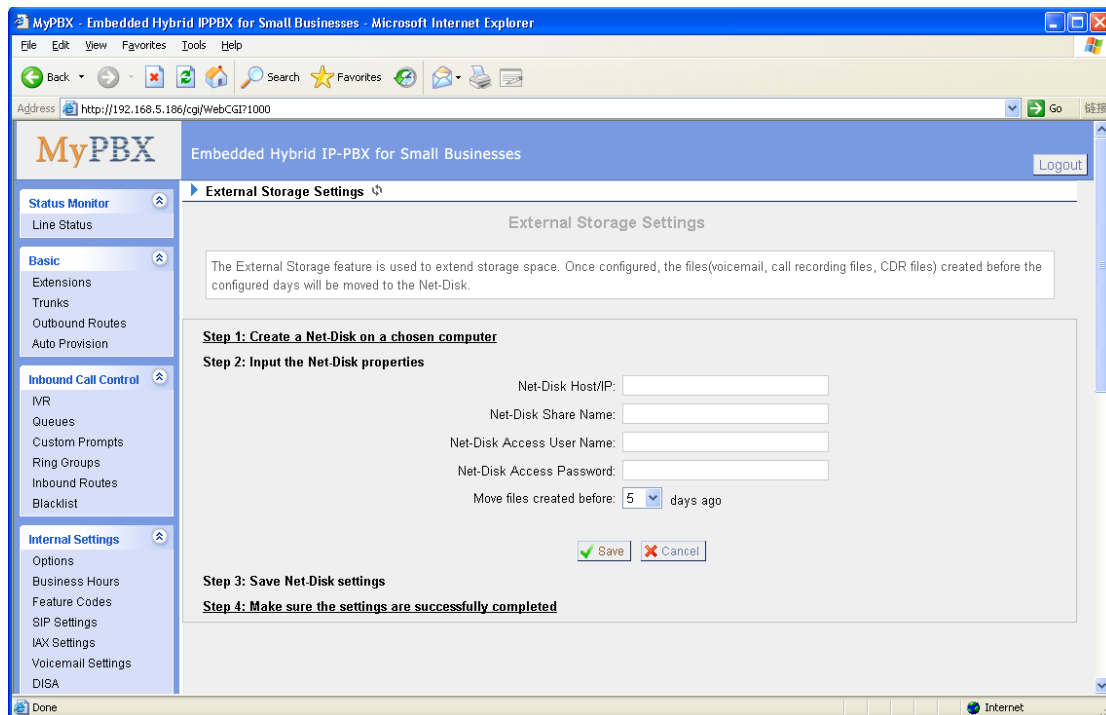 MyPBX - Embedded Hybrid IPPBX for Small Businesses - Microsoft Internet Explorer
File Edit View Favorites Tools Help
Back Search Favorites
Address http://192.168.5.186/cgi/WebCGI?1000 Go 链接
MyPBX
Embedded Hybrid IP-PBX for Small Businesses
Logout
Status Monitor
Line Status
Basic
Extensions
Trunks
Outbound Routes
Auto Provision
Inbound Call Control
IVR
Queues
Custom Prompts
Ring Groups
Inbound Routes
Blacklist
Internal Settings
Options
Business Hours
Feature Codes
SIP Settings
IAX Settings
Voicemail Settings
DISA
External Storage Settings
External Storage Settings
The External Storage feature is used to extend storage space. Once configured, the files(voicemail, call recording files, CDR files) created before the
configured days will be moved to the Net-Disk.
Step 1: Create a Net-Disk on a chosen computer
Step 2: Input the Net-Disk properties
Net-Disk Host/IP:
Net-Disk Share Name:
Net-Disk Access User Name:
Net-Disk Access Password:
Move files created before: 5 days ago
Save Cancel
Step 3: Save Net-Disk settings
Step 4: Make sure the settings are successfully completed
Done Internet